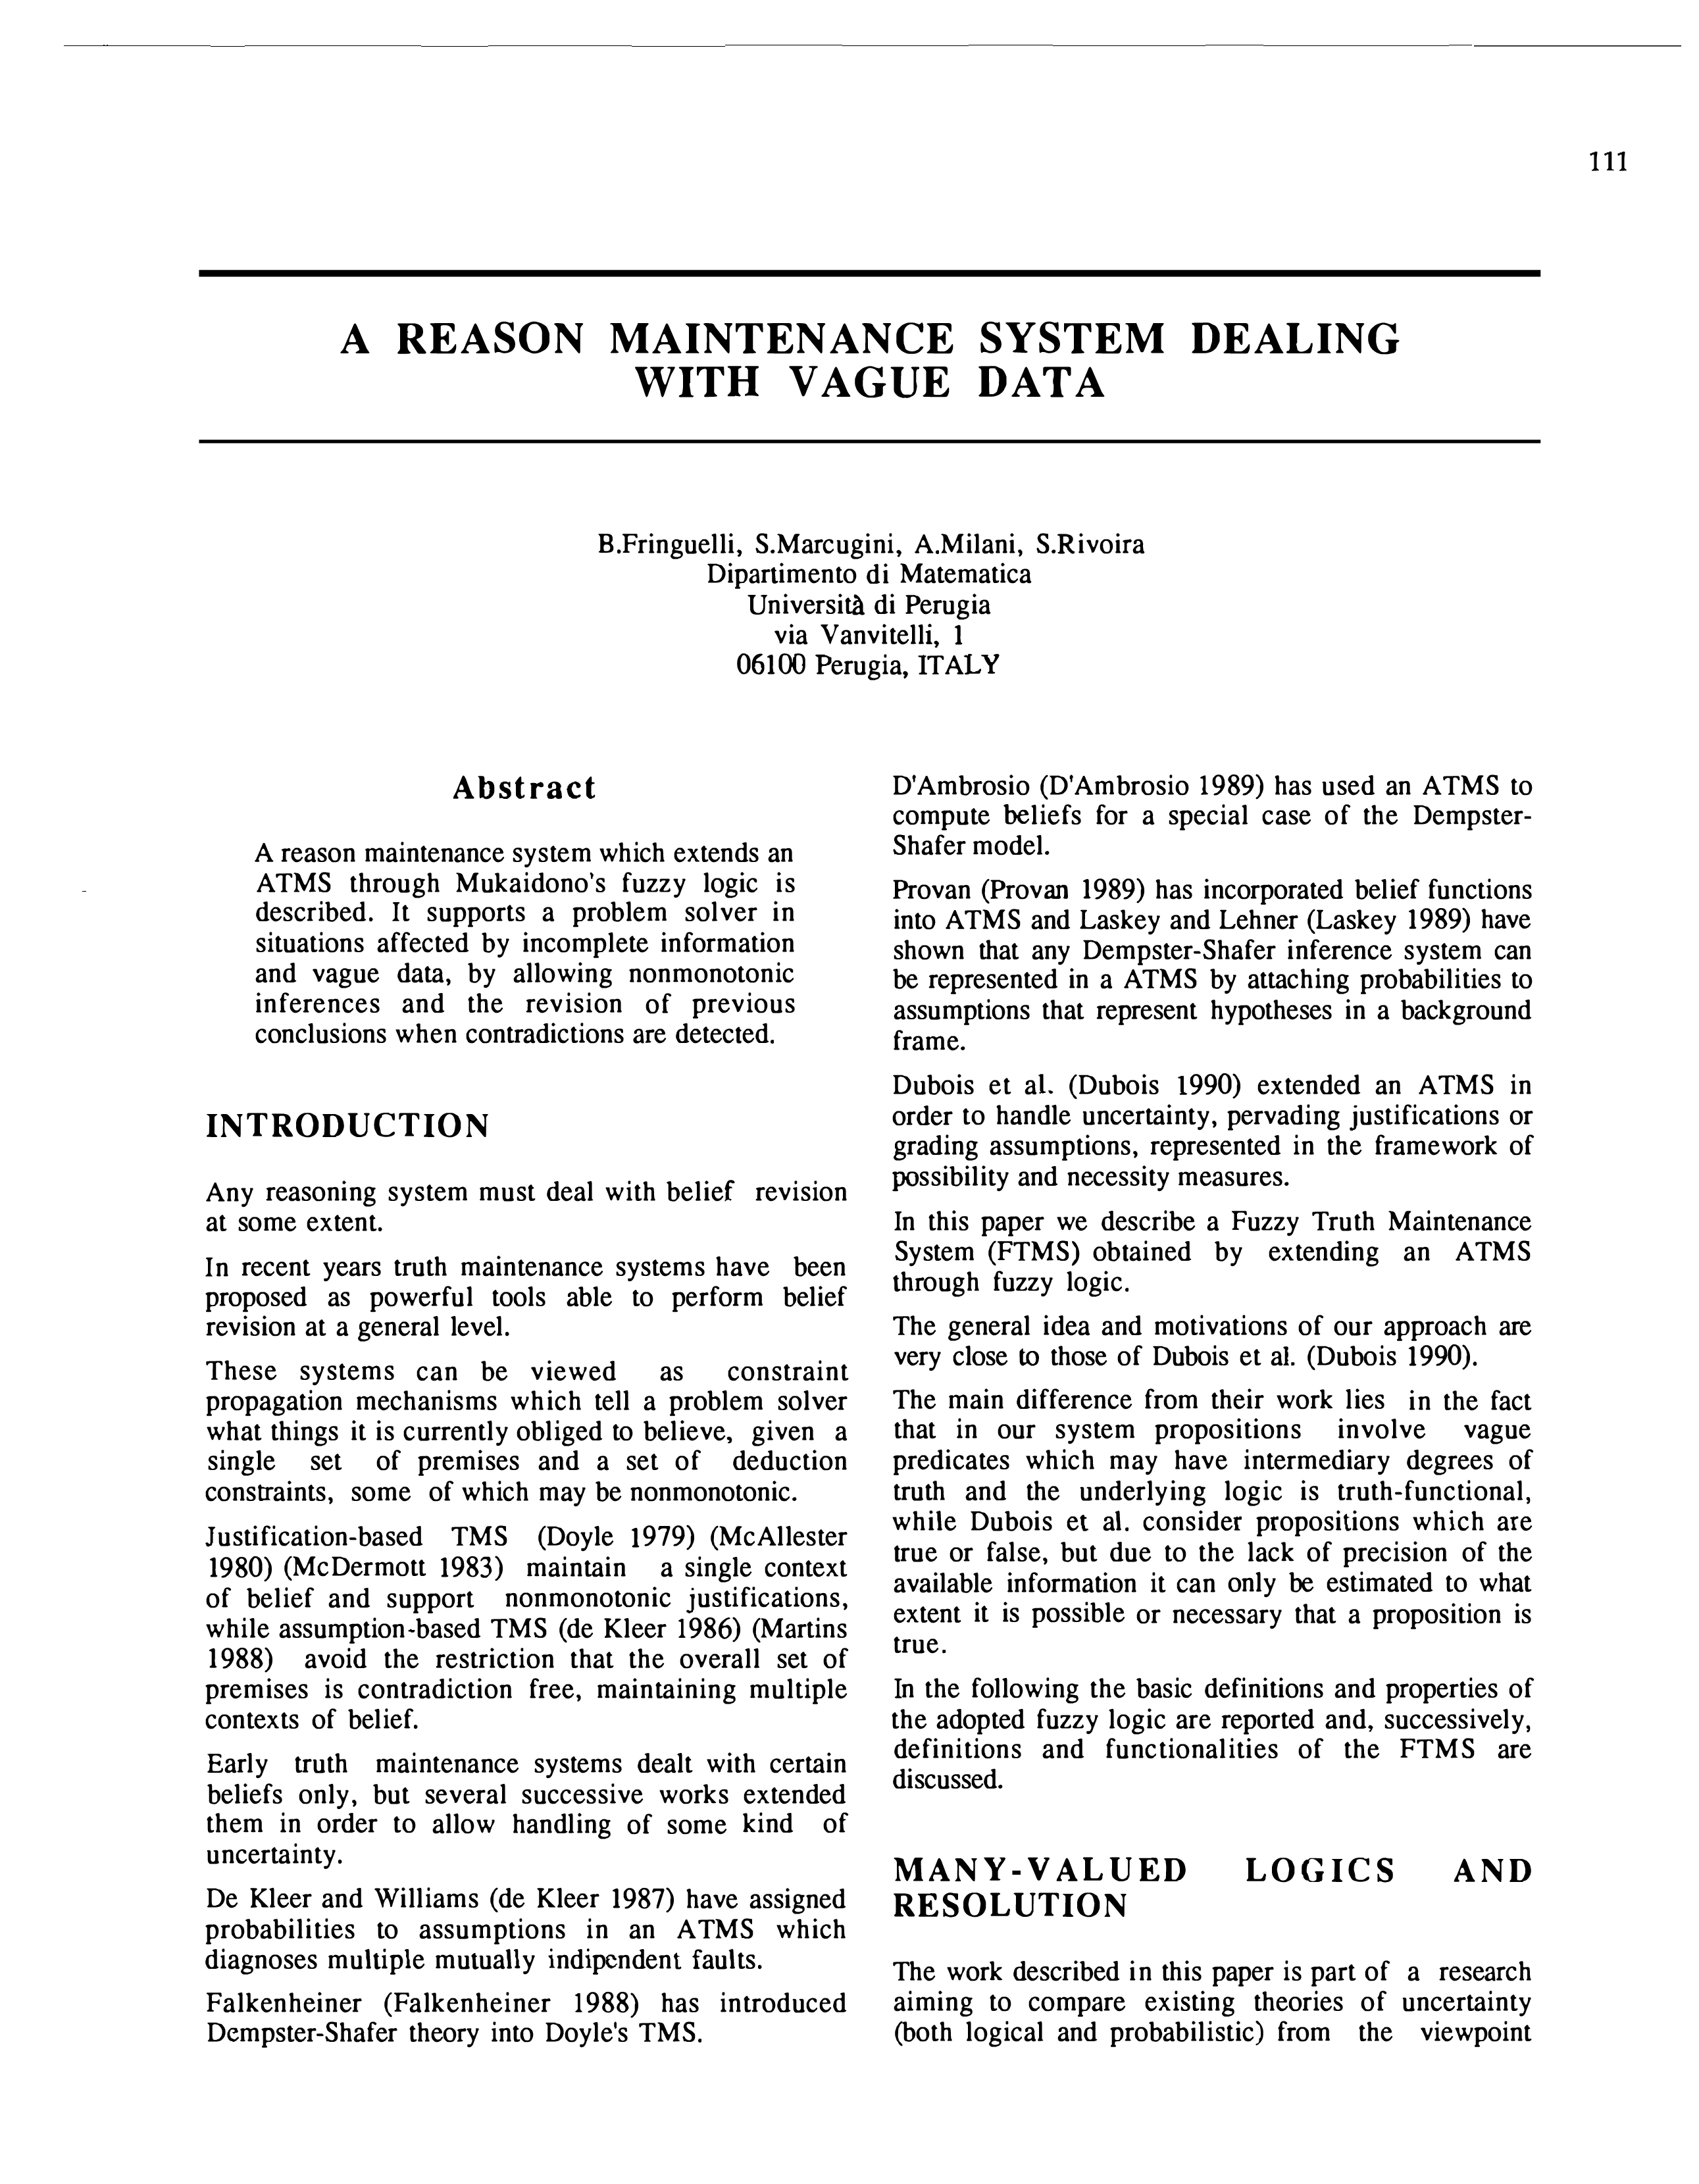 111
A REASON MAINTENANCE SYSTEM DEALING
WITH VAGUE DATA
B.Fringuelli, S.Marcugini, A.Milani, S.Rivoira
Dipartimento di Matematica
Università di Perugia
via Vanvitelli, 1
06100 Perugia, ITALY
Abstract
A reason maintenance system which extends an
ATMS through Mukaidono's fuzzy logic is
described. It supports a problem solver in
situations affected by incomplete information
and vague data, by allowing nonmonotonic
inferences and the revision of previous
conclusions when contradictions are detected.
INTRODUCTION
Any reasoning system must deal with belief revision
at some extent.
In recent years truth maintenance systems have been
proposed as powerful tools able to perform belief
revision at a general level.
These systems can be viewed as constraint
propagation mechanisms which tell a problem solver
what things it is currently obliged to believe, given a
single set of premises and a set of deduction
constraints, some of which may be nonmonotonic.
Justification-based TMS (Doyle 1979) (McAllester
1980) (McDermott 1983) maintain a single context
of belief and support nonmonotonic justifications,
while assumption-based TMS (de Kleer 1986) (Martins
1988) avoid the restriction that the overall set of
premises is contradiction free, maintaining multiple
contexts of belief.
Early truth maintenance systems dealt with certain
beliefs only, but several successive works extended
them in order to allow handling of some kind of
uncertainty.
De Kleer and Williams (de Kleer 1987) have assigned
probabilities to assumptions in an ATMS which
diagnoses multiple mutually indipendent faults.
Falkenheiner (Falkenheiner 1988) has introduced
Dempster-Shafer theory into Doyle's TMS.
D'Ambrosio (D'Ambrosio 1989) has used an ATMS to
compute beliefs for a special case of the Dempster-
Shafer model.
Provan (Provan 1989) has incorporated belief functions
into ATMS and Laskey and Lehner (Laskey 1989) have
shown that any Dempster-Shafer inference system can
be represented in a ATMS by attaching probabilities to
assumptions that represent hypotheses in a background
frame.
Dubois et al. (Dubois 1990) extended an ATMS in
order to handle uncertainty, pervading justifications or
grading assumptions, represented in the framework of
possibility and necessity measures.
In this paper we describe a Fuzzy Truth Maintenance
System (FTMS) obtained by extending an ATMS
through fuzzy logic.
The general idea and motivations of our approach are
very close to those of Dubois et al. (Dubois 1990).
The main difference from their work lies in the fact
that in our system propositions involve vague
predicates which may have intermediary degrees of
truth and the underlying logic is truth-functional,
while Dubois et al. consider propositions which are
true or false, but due to the lack of precision of the
available information it can only be estimated to what
extent it is possible or necessary that a proposition is
true.
In the following the basic definitions and properties of
the adopted fuzzy logic are reported and, successively,
definitions and functionalities of the FTMS are
discussed.
MANY-VALUED LOGICS AND
RESOLUTION
The work described in this paper is part of a research
aiming to compare existing theories of uncertainty
(both logical and probabilistic) from the viewpoint